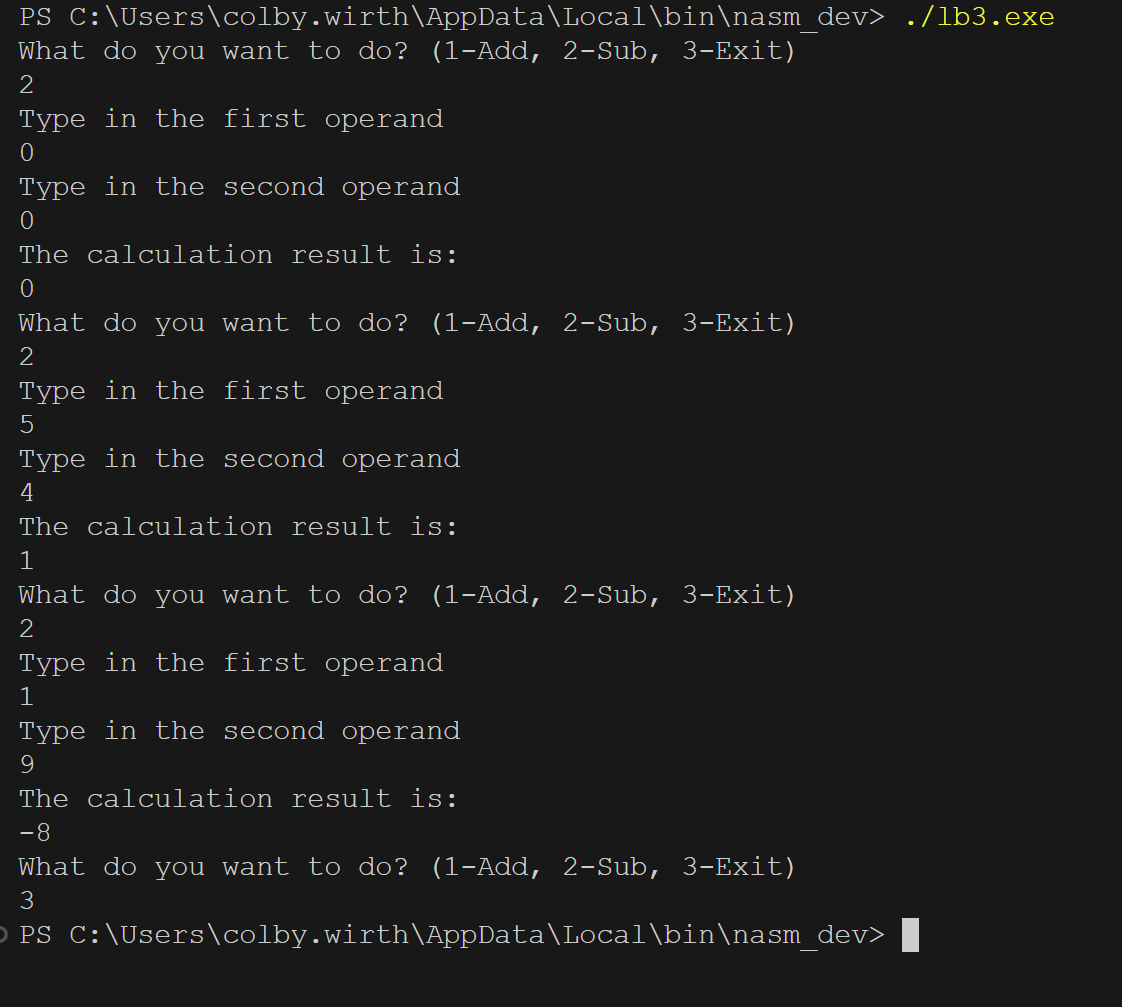 PS C:\Users\colby.wirth\AppData\Local\bin\nasm_dev> ./lb3.exe
What do you want to do? (1-Add, 2-Sub, 3-Exit)
2
Type in the first operand
0
Type in the second operand
0
The calculation result is:
0
What do you want to do? (1-Add, 2-Sub, 3-Exit)
2
Type in the first operand
5
Type in the second operand
4
The calculation result is:
1
What do you want to do? (1-Add, 2-Sub, 3-Exit)
2
Type in the first operand
1
Type in the second operand
9
The calculation result is:
-8
What do you want to do? (1-Add, 2-Sub, 3-Exit)
3
PS C:\Users\colby.wirth\AppData\Local\bin\nasm_dev>